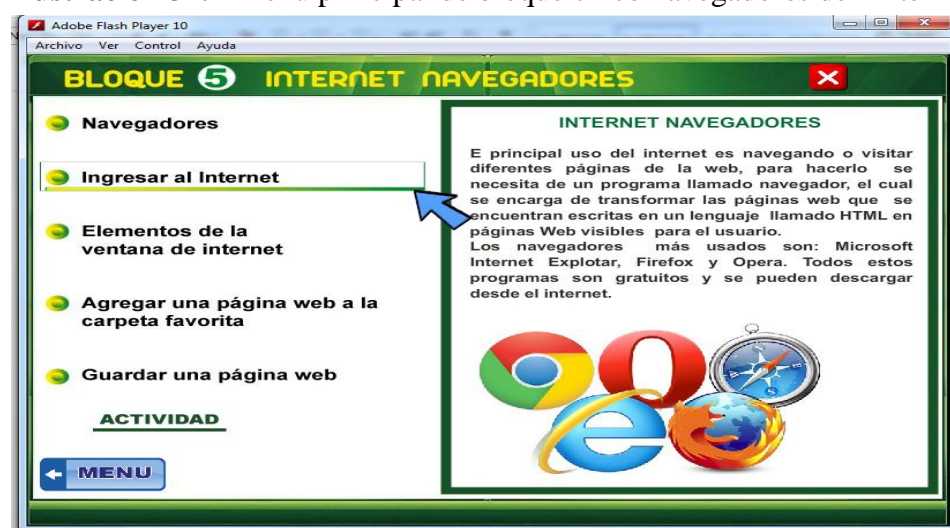 Adobe Flash Player 10
Archivo Ver Control Ayuda
BLOQUE 5 INTERNET NAVEGADORES
Navegadores
Ingresar al Internet
Elementos de la
ventana de internet
Agregar una página web a la
carpeta favorita
Guardar una página web
ACTIVIDAD
MENU
INTERNET NAVEGADORES
E principal uso del internet es navegando o visitar
diferentes páginas de la web, para hacerlo se
necesita de un programa llamado navegador, el cual
se encarga de transformar las páginas web que se
encuentran escritas en un lenguaje llamado HTML en
páginas Web visibles para el usuario.
Los navegadores más usados son: Microsoft
Internet Explotar, Firefox y Opera. Todos estos
programas son gratuitos y se pueden descargar
desde el internet.